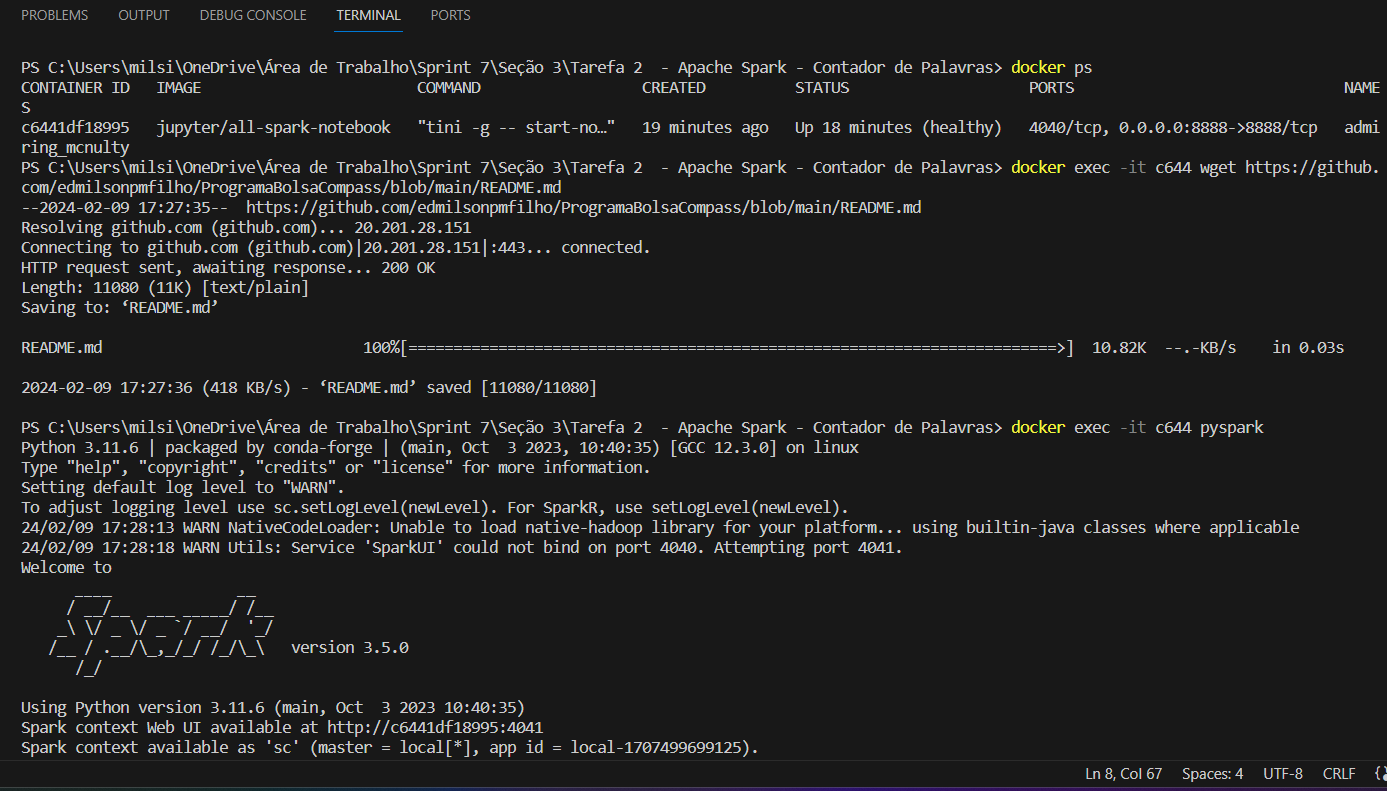 PROBLEMS OUTPUT DEBUG CONSOLE TERMINAL PORTS
PS C:\Users\milsi\OneDrive\Área de Trabalho\Sprint 7\Seção 3\Tarefa 2  - Apache Spark - Contador de Palavras> docker ps
CONTAINER ID   IMAGE                        COMMAND                  CREATED          STATUS                    PORTS                              NAME
S
c6441df18995   jupyter/all-spark-notebook   "tini -g -- start-no…"   19 minutes ago   Up 18 minutes (healthy)   4040/tcp, 0.0.0.0:8888->8888/tcp   admi
ring_mcnulty
PS C:\Users\milsi\OneDrive\Área de Trabalho\Sprint 7\Seção 3\Tarefa 2  - Apache Spark - Contador de Palavras> docker exec -it c644 wget https://github.
com/edmilsonpmfilho/ProgramaBolsaCompass/blob/main/README.md
--2024-02-09 17:27:35--  https://github.com/edmilsonpmfilho/ProgramaBolsaCompass/blob/main/README.md
Resolving github.com (github.com)... 20.201.28.151
Connecting to github.com (github.com)|20.201.28.151|:443... connected.
HTTP request sent, awaiting response... 200 OK
Length: 11080 (11K) [text/plain]
Saving to: ‘README.md’
README.md                             100%[========================================================================>]  10.82K  --.-KB/s    in 0.03s
2024-02-09 17:27:36 (418 KB/s) - ‘README.md’ saved [11080/11080]
PS C:\Users\milsi\OneDrive\Área de Trabalho\Sprint 7\Seção 3\Tarefa 2  - Apache Spark - Contador de Palavras> docker exec -it c644 pyspark
Python 3.11.6 | packaged by conda-forge | (main, Oct  3 2023, 10:40:35) [GCC 12.3.0] on linux
Type "help", "copyright", "credits" or "license" for more information.
Setting default log level to "WARN".
To adjust logging level use sc.setLogLevel(newLevel). For SparkR, use setLogLevel(newLevel).
24/02/09 17:28:13 WARN NativeCodeLoader: Unable to load native-hadoop library for your platform... using builtin-java classes where applicable
24/02/09 17:28:18 WARN Utils: Service 'SparkUI' could not bind on port 4040. Attempting port 4041.
Welcome to
      ____              __
     / __/__  ___ _____/ /__
    _\ \/ _ \/ _ `/ __/  '_/
   /__ / .__/\_,_/_/ /_/\_\   version 3.5.0
      /_/
Using Python version 3.11.6 (main, Oct  3 2023 10:40:35)
Spark context Web UI available at http://c6441df18995:4041
Spark context available as 'sc' (master = local[*], app id = local-1707499699125).
Ln 8, Col 67 Spaces: 4 UTF-8 CRLF {